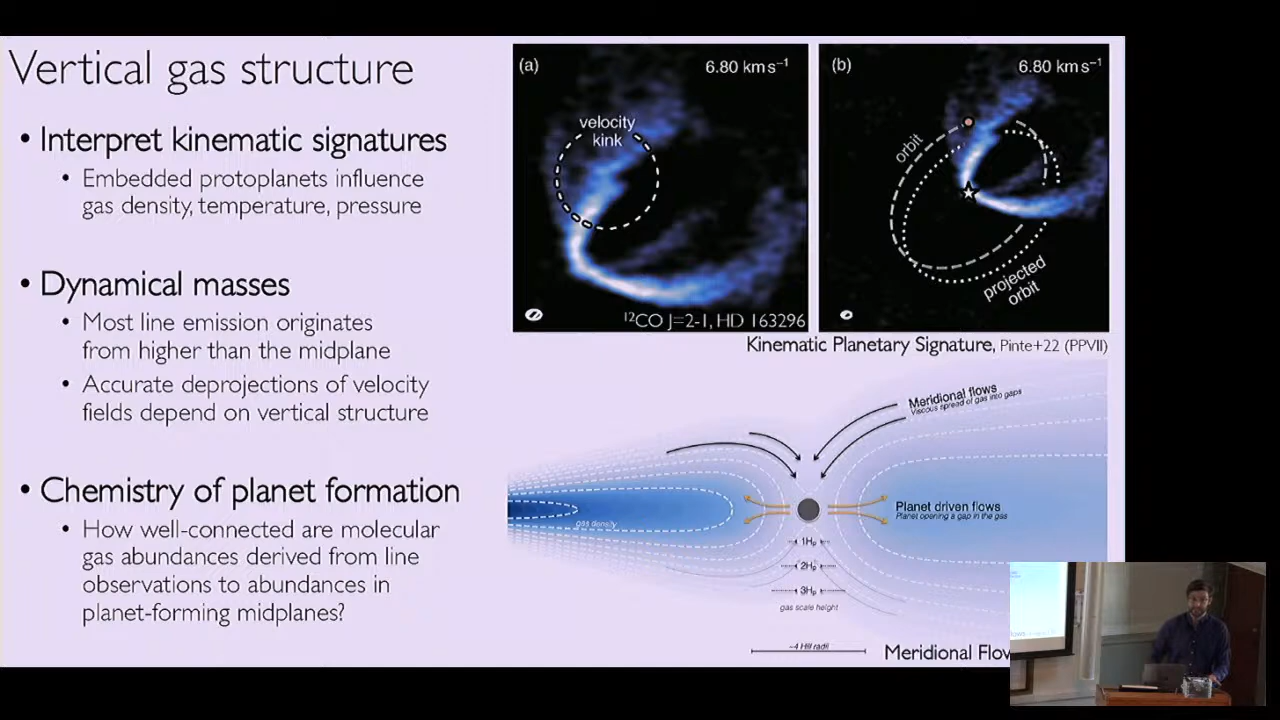 Vertical gas structure
• Interpret kinematic signatures
• Embedded protoplanets influence
gas density, temperature, pressure
• Dynamical masses
• Most line emission originates
from higher than the midplane
• Accurate deprojections of velocity
fields depend on vertical structure
• Chemistry of planet formation
• How well-connected are molecular
gas abundances derived from line
observations to abundances in
planet-forming midplanes?
(a)
6.80 km s⁻¹
velocity
kink
¹²CO J=2-1, HD 163296
(b)
6.80 km s⁻¹
orbit
projected
orbit
Kinematic Planetary Signature, Pinte+22 (PPVII)
Meridional flows
Viscous spread of gas into gaps
Planet driven flows
Planet opening a gap in the gas
gas density
1Hₚ
2Hₚ
3Hₚ
gas scale height
~4 Hill radii
Meridional Flow